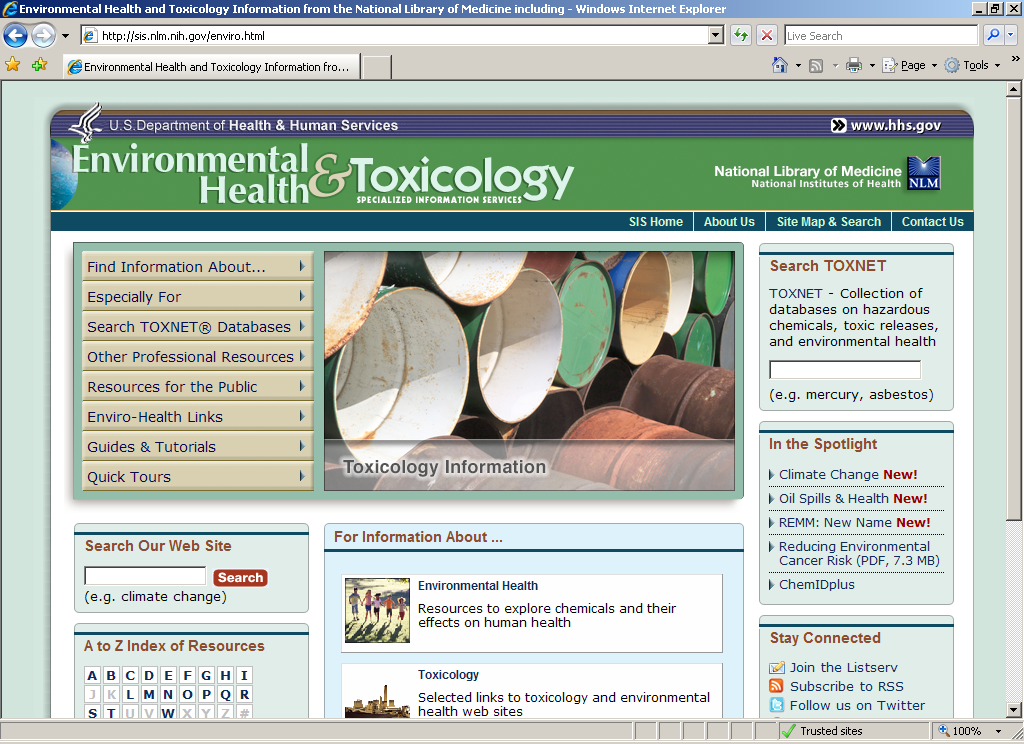 Environmental Health and Toxicology Information from the National Library of Medicine including - Windows Internet Explorer
http://sis.nlm.nih.gov/enviro.html
Live Search
Environmental Health and Toxicology Information fro...
Page
Tools
U.S.Department of Health & Human Services
www.hhs.gov
Environmental Health & Toxicology
SPECIALIZED INFORMATION SERVICES
National Library of Medicine
National Institutes of Health
NLM
SIS Home
About Us
Site Map & Search
Contact Us
Find Information About...
Especially For
Search TOXNET® Databases
Other Professional Resources
Resources for the Public
Enviro-Health Links
Guides & Tutorials
Quick Tours
Toxicology Information
Search TOXNET
TOXNET - Collection of
databases on hazardous
chemicals, toxic releases,
and environmental health
(e.g. mercury, asbestos)
In the Spotlight
Climate Change New!
Oil Spills & Health New!
REMM: New Name New!
Reducing Environmental
Cancer Risk (PDF, 7.3 MB)
ChemIDplus
Search Our Web Site
Search
(e.g. climate change)
A to Z Index of Resources
A B C D E F G H I
J K L M N O P Q R
S T U V W X Y Z #
For Information About ...
Environmental Health
Resources to explore chemicals and their
effects on human health
Toxicology
Selected links to toxicology and environmental
health web sites
Stay Connected
Join the Listserv
Subscribe to RSS
Follow us on Twitter
Trusted sites
100%